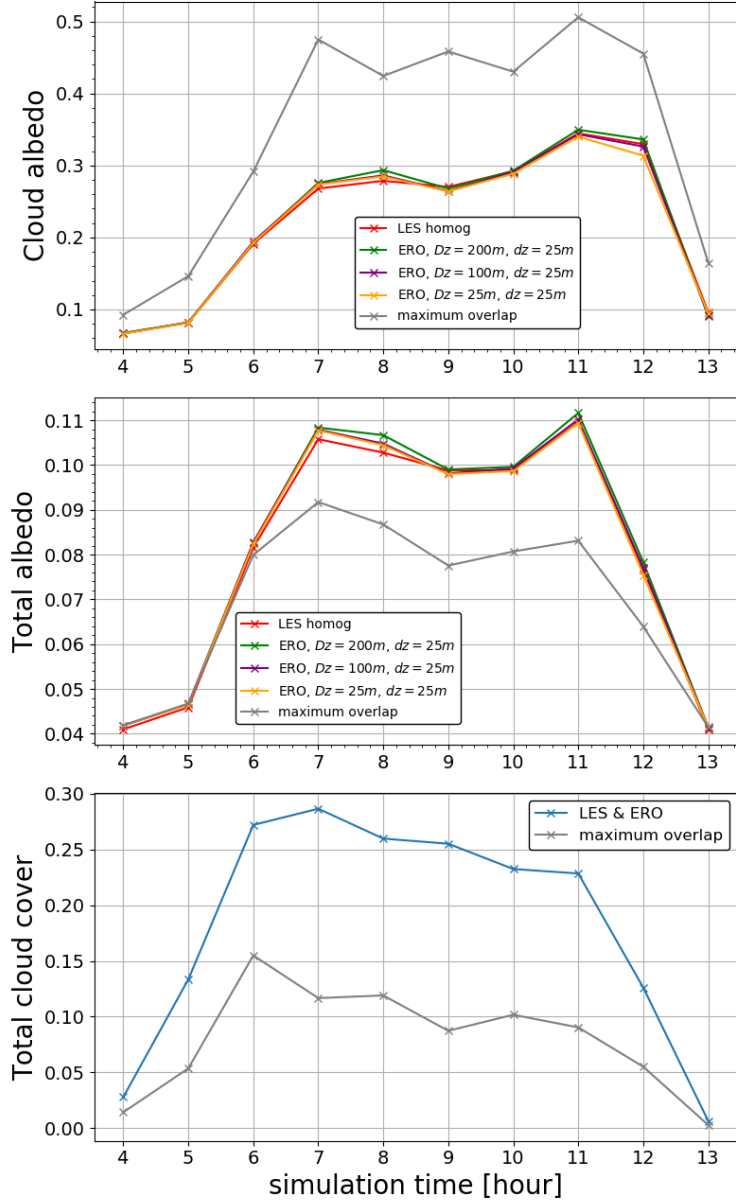 Cloud albedo
0.5
0.4
0.3
0.2
0.1
LES homog
ERO, Dz = 200m, dz = 25m
ERO, Dz = 100m, dz = 25m
ERO, Dz = 25m, dz = 25m
maximum overlap
4 5 6 7 8 9 10 11 12 13
Total albedo
0.11
0.10
0.09
0.08
0.07
0.06
0.05
0.04
LES homog
ERO, Dz = 200m, dz = 25m
ERO, Dz = 100m, dz = 25m
ERO, Dz = 25m, dz = 25m
maximum overlap
4 5 6 7 8 9 10 11 12 13
Total cloud cover
0.30
0.25
0.20
0.15
0.10
0.05
0.00
LES & ERO
maximum overlap
4 5 6 7 8 9 10 11 12 13
simulation time [hour]